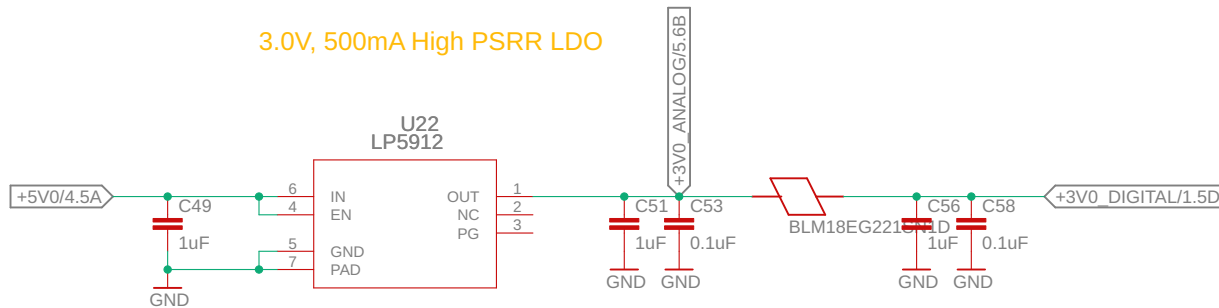 3.0V, 500mA High PSRR LDO
+3V0_ANALOG/5.6B
U22
LP5912
+5V0/4.5A
C49
1uF
GND
6
4
5
7
IN
EN
GND
PAD
OUT
NC
PG
1
2
3
C51
1uF
GND
C53
0.1uF
GND
BLM18EG221SN1D
C56
1uF
GND
C58
0.1uF
GND
+3V0_DIGITAL/1.5D